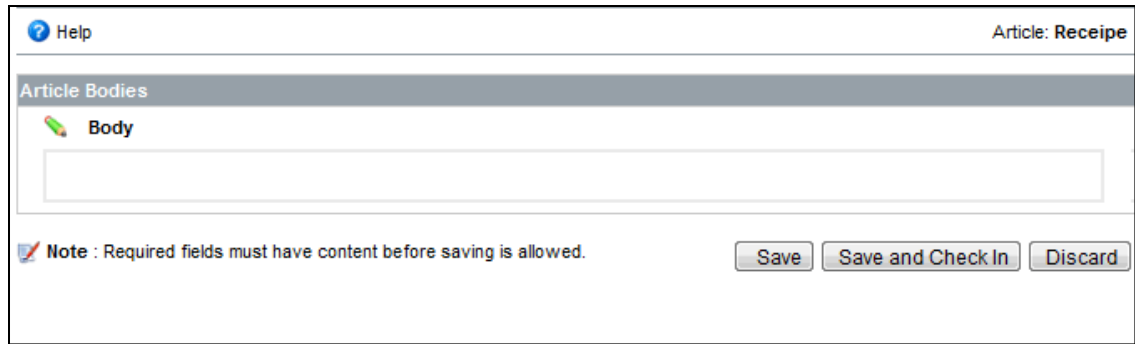 Help
Article: Receipe
Article Bodies
Body
Note : Required fields must have content before saving is allowed.
Save
Save and Check In
Discard